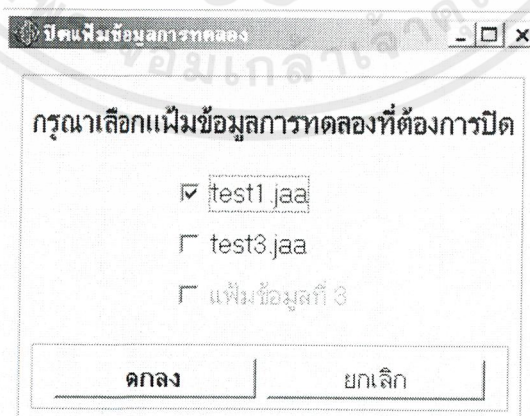 ปิดแฟ้มข้อมูลการทดลอง
กรุณาเลือกแฟ้มข้อมูลการทดลองที่ต้องการปิด
test1.jaa
test3.jaa
แฟ้มข้อมูลที่ 3
ตกลง
ยกเลิก